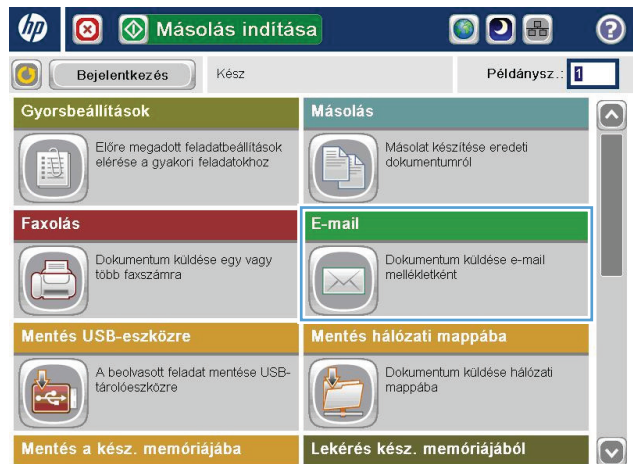 hp
Másolás indítása
?
Bejelentkezés
Kész
Példánysz.: 1
Gyorsbeállítások
Előre megadott feladatbeállítások
elérése a gyakori feladatokhoz
Másolás
Másolat készítése eredeti
dokumentumról
Faxolás
Dokumentum küldése egy vagy
több faxszámra
E-mail
Dokumentum küldése e-mail
mellékletként
Mentés USB-eszközre
A beolvasott feladat mentése USB-
tárolóeszközre
Mentés hálózati mappába
Dokumentum küldése hálózati
mappába
Mentés a kész. memóriájába
Lekérés kész. memóriájából